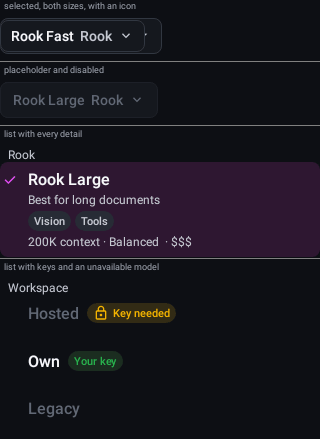 selected, both sizes, with an icon
Rook Fast Rook
placeholder and disabled
Rook Large Rook
list with every detail
Rook
Rook Large
Best for long documents
Vision Tools
200K context · Balanced · $$$
list with keys and an unavailable model
Workspace
Hosted Key needed
Own Your key
Legacy